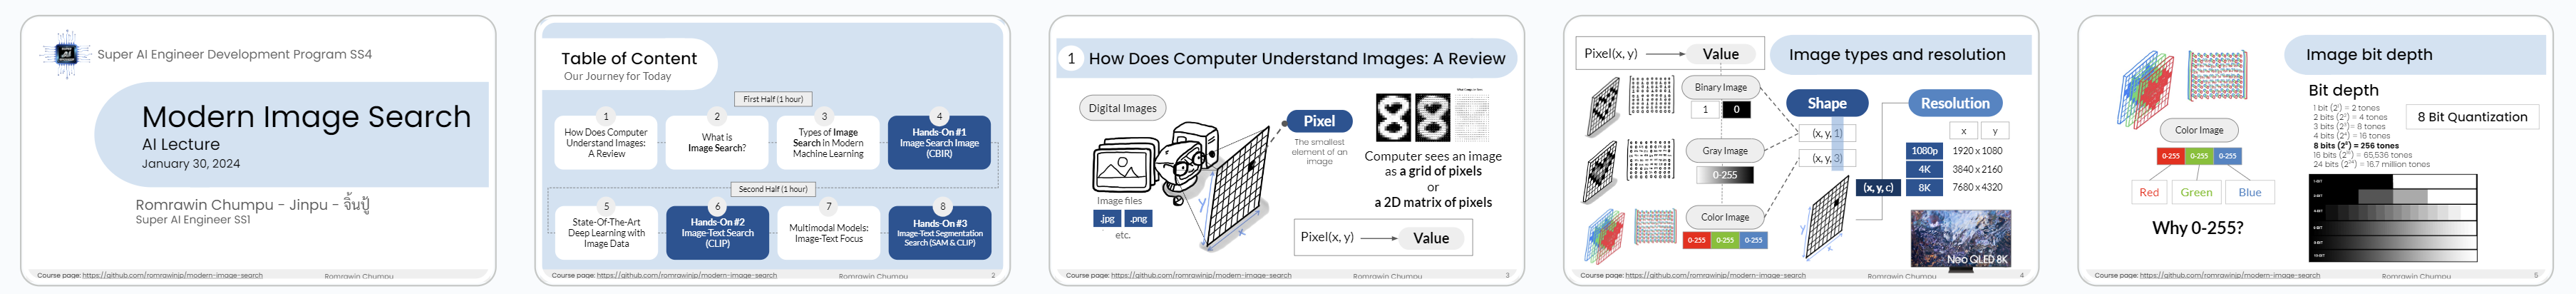 Super AI Engineer Development Program SS4
Modern Image Search
AI Lecture
January 30, 2024
Romrawin Chumpu - Jinpu - จิ้นปู้
Super AI Engineer SS1
Course page: https://github.com/romrawinjp/modern-image-search
Romrawin Chumpu
Table of Content
Our Journey for Today
First Half (1 hour)
1
How Does Computer
Understand Images:
A Review
2
What is
Image Search?
3
Types of Image
Search in Modern
Machine Learning
4
Hands-On #1
Image Search Image
(CBIR)
Second Half (1 hour)
5
State-Of-The-Art
Deep Learning with
Image Data
6
Hands-On #2
Image-Text Search
(CLIP)
7
Multimodal Models:
Image-Text Focus
8
Hands-On #3
Image-Text Segmentation
Search (SAM & CLIP)
Course page: https://github.com/romrawinjp/modern-image-search
Romrawin Chumpu
2
1 How Does Computer Understand Images: A Review
Digital Images
Image files
.jpg .png
etc.
y
x
Pixel
The smallest
element of an
image
Computer sees an image
as a grid of pixels
or
a 2D matrix of pixels
Pixel(x, y) Value
Course page: https://github.com/romrawinjp/modern-image-search
Romrawin Chumpu
3
Pixel(x, y) Value
Image types and resolution
Binary Image
1 0
Gray Image
0-255
Color Image
0-255 0-255 0-255
Shape
(x, y, 1)
(x, y, 3)
(x, y, c)
y
x
Resolution
x y
1080p 1920 x 1080
4K 3840 x 2160
8K 7680 x 4320
Neo QLED 8K
Course page: https://github.com/romrawinjp/modern-image-search
Romrawin Chumpu
4
Image bit depth
Color Image
0-255 0-255 0-255
Red Green Blue
Why 0-255?
Bit depth
1 bit (2¹) = 2 tones
2 bits (2²) = 4 tones
3 bits (2³) = 8 tones
4 bits (2⁴) = 16 tones
8 bits (2⁸) = 256 tones
16 bits (2¹⁶) = 65,536 tones
24 bits (2²⁴) = 16.7 million tones
8 Bit Quantization
Course page: https://github.com/romrawinjp/modern-image-search
Romrawin Chumpu
5